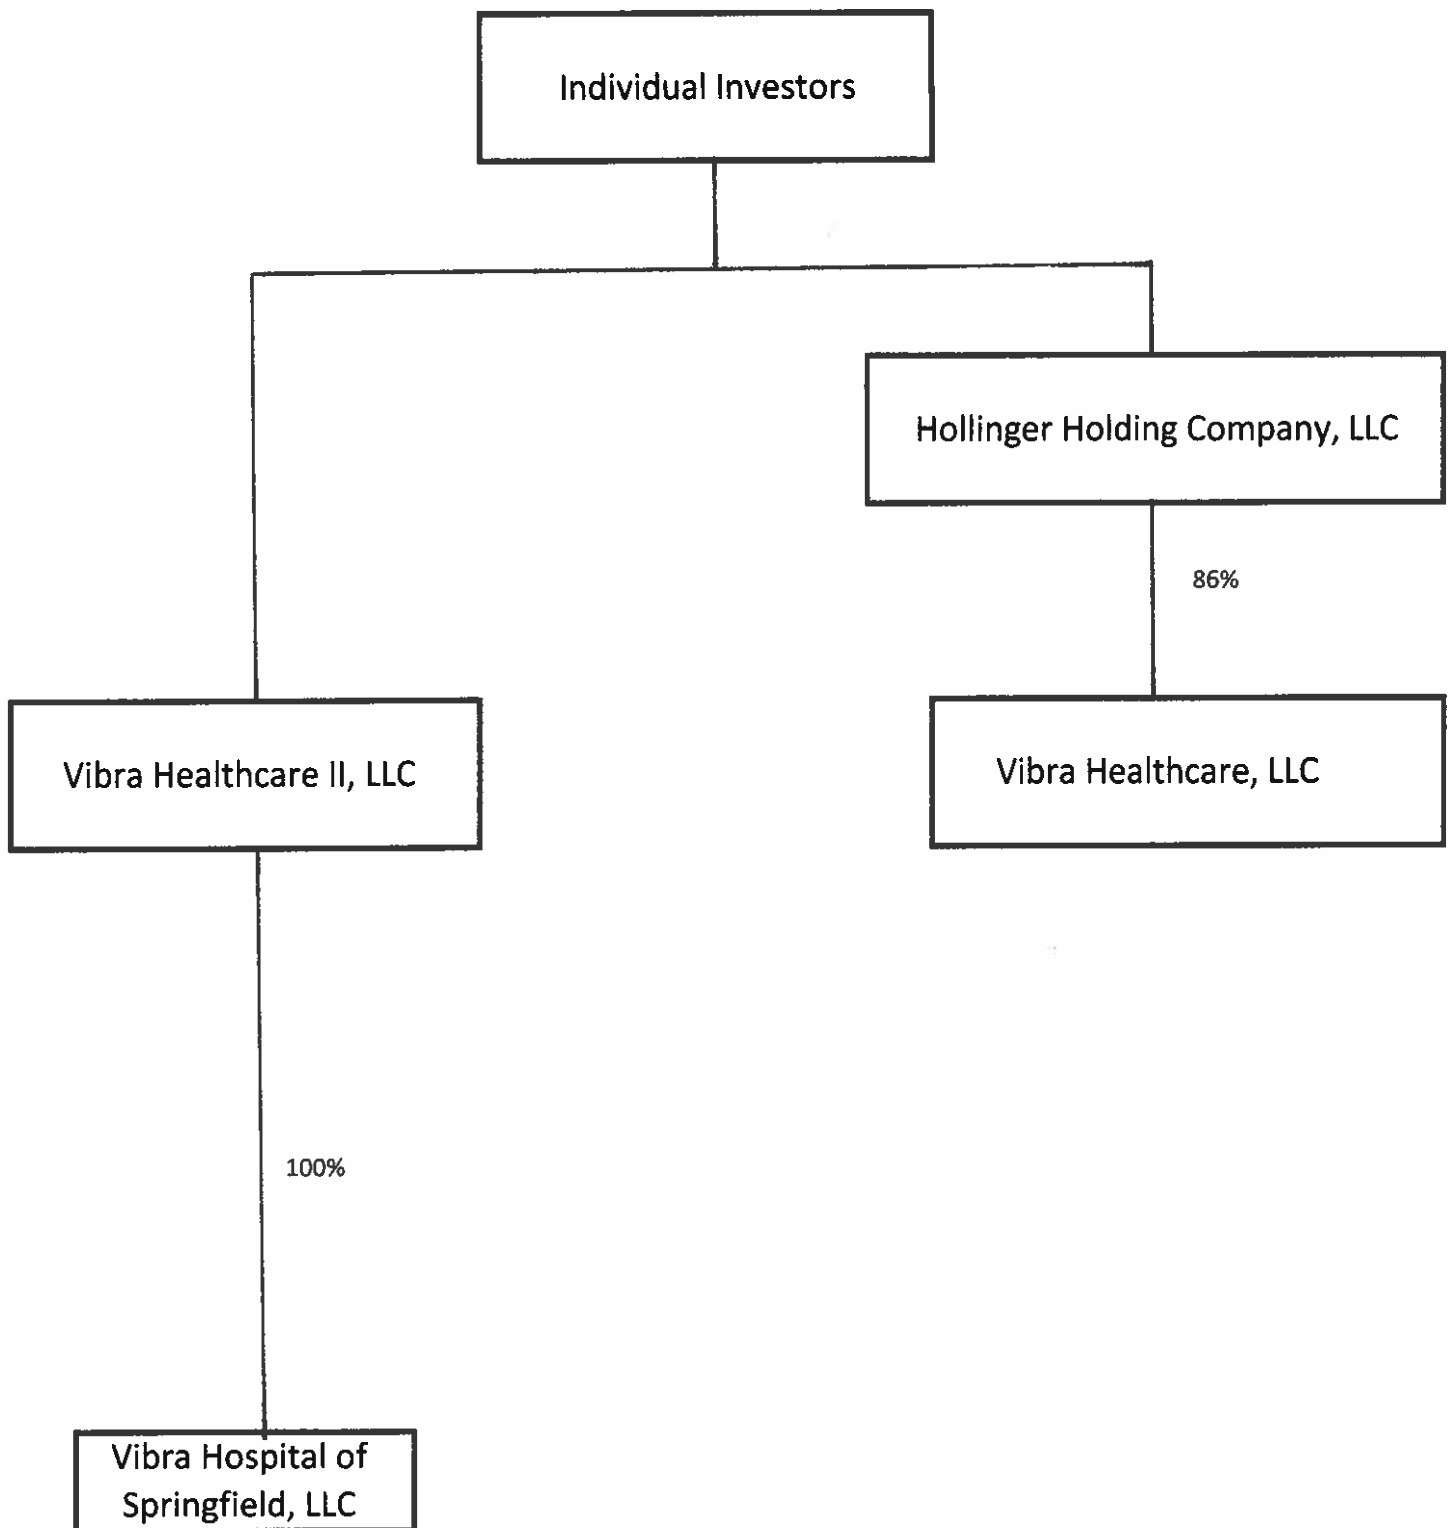 Individual Investors
Hollinger Holding Company, LLC
86%
Vibra Healthcare II, LLC
Vibra Healthcare, LLC
100%
Vibra Hospital of
Springfield, LLC